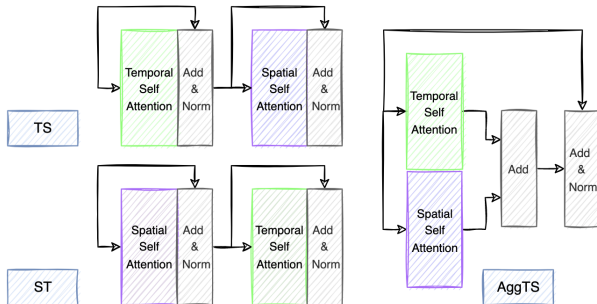 Temporal
Self
Attention
Add
&
Norm
Spatial
Self
Attention
Add
&
Norm
TS
Spatial
Self
Attention
Add
&
Norm
Temporal
Self
Attention
Add
&
Norm
ST
Temporal
Self
Attention
Spatial
Self
Attention
Add
Add
&
Norm
AggTS